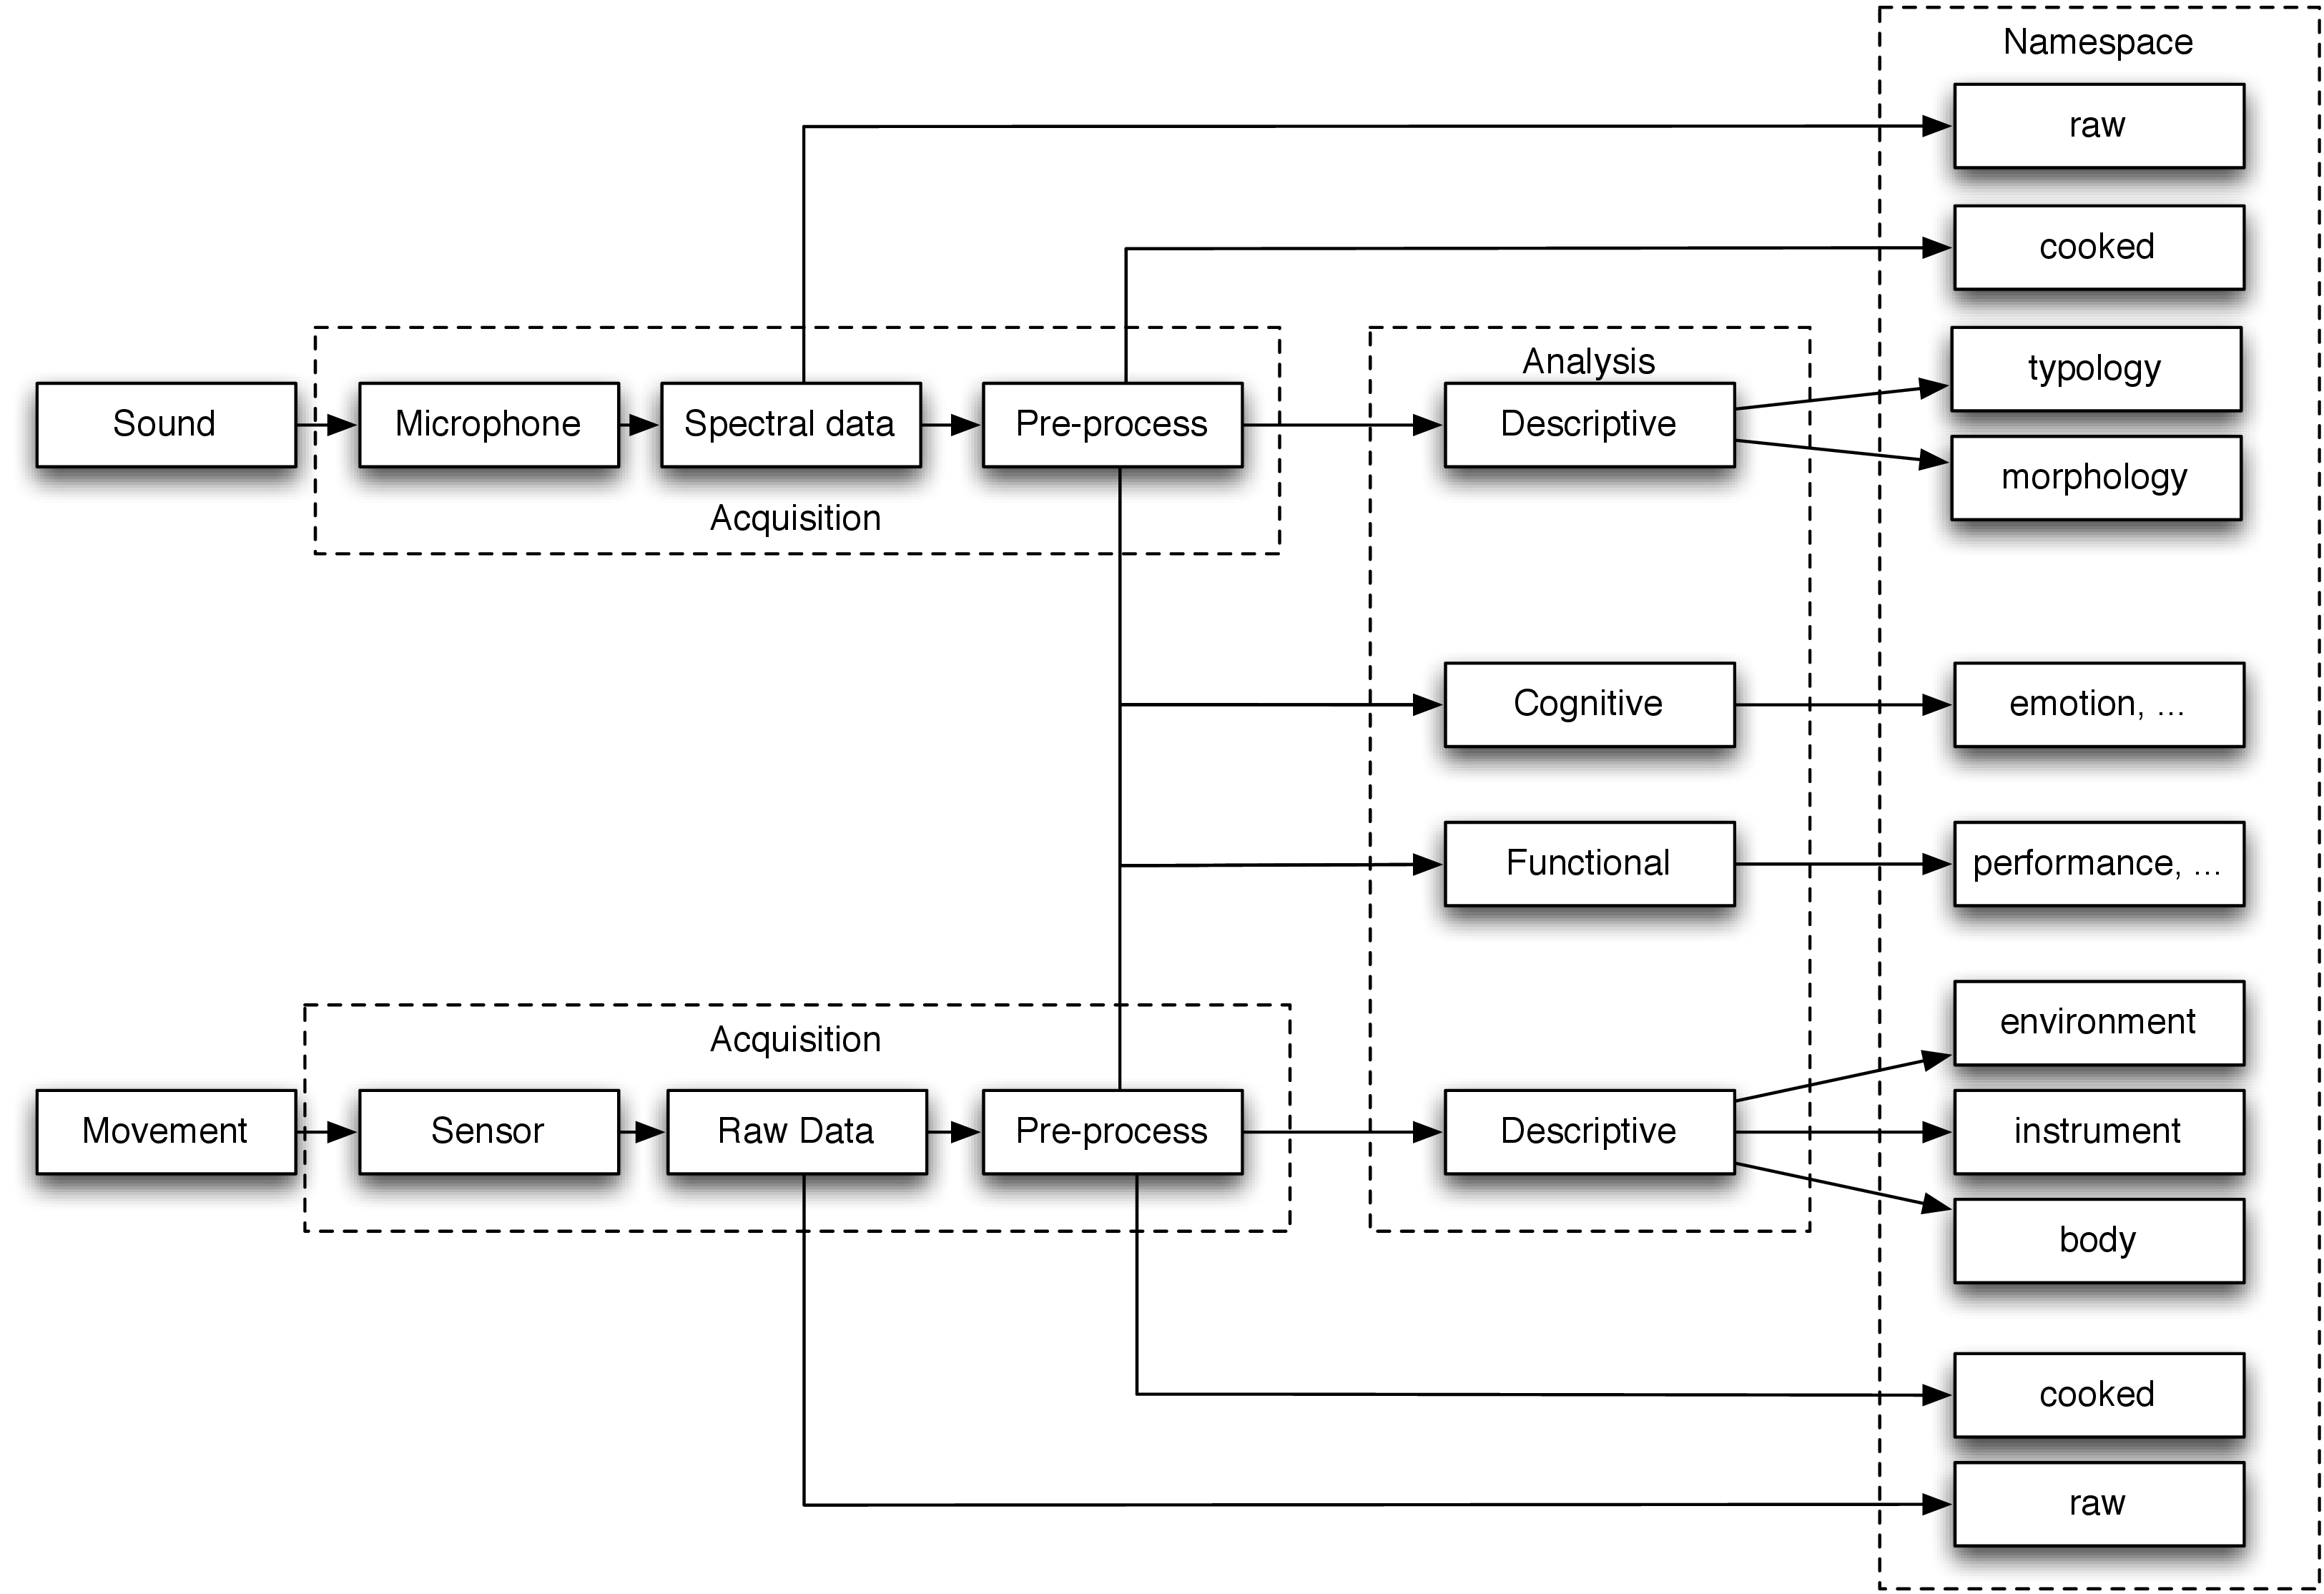 Namespace
raw
cooked
Analysis
typology
Sound
Microphone
Spectral data
Pre-process
Descriptive
morphology
Acquisition
Cognitive
emotion, ...
Functional
performance, ...
environment
Acquisition
Movement
Sensor
Raw Data
Pre-process
Descriptive
instrument
body
cooked
raw